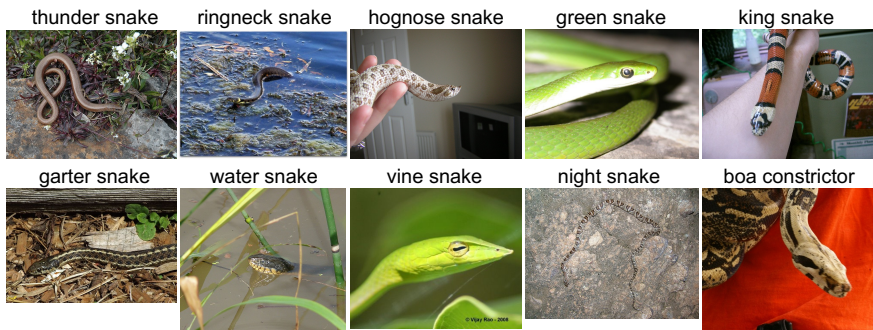 thunder snake
ringneck snake
hognose snake
green snake
king snake
garter snake
water snake
vine snake
night snake
boa constrictor
© Vijay Rao - 2008